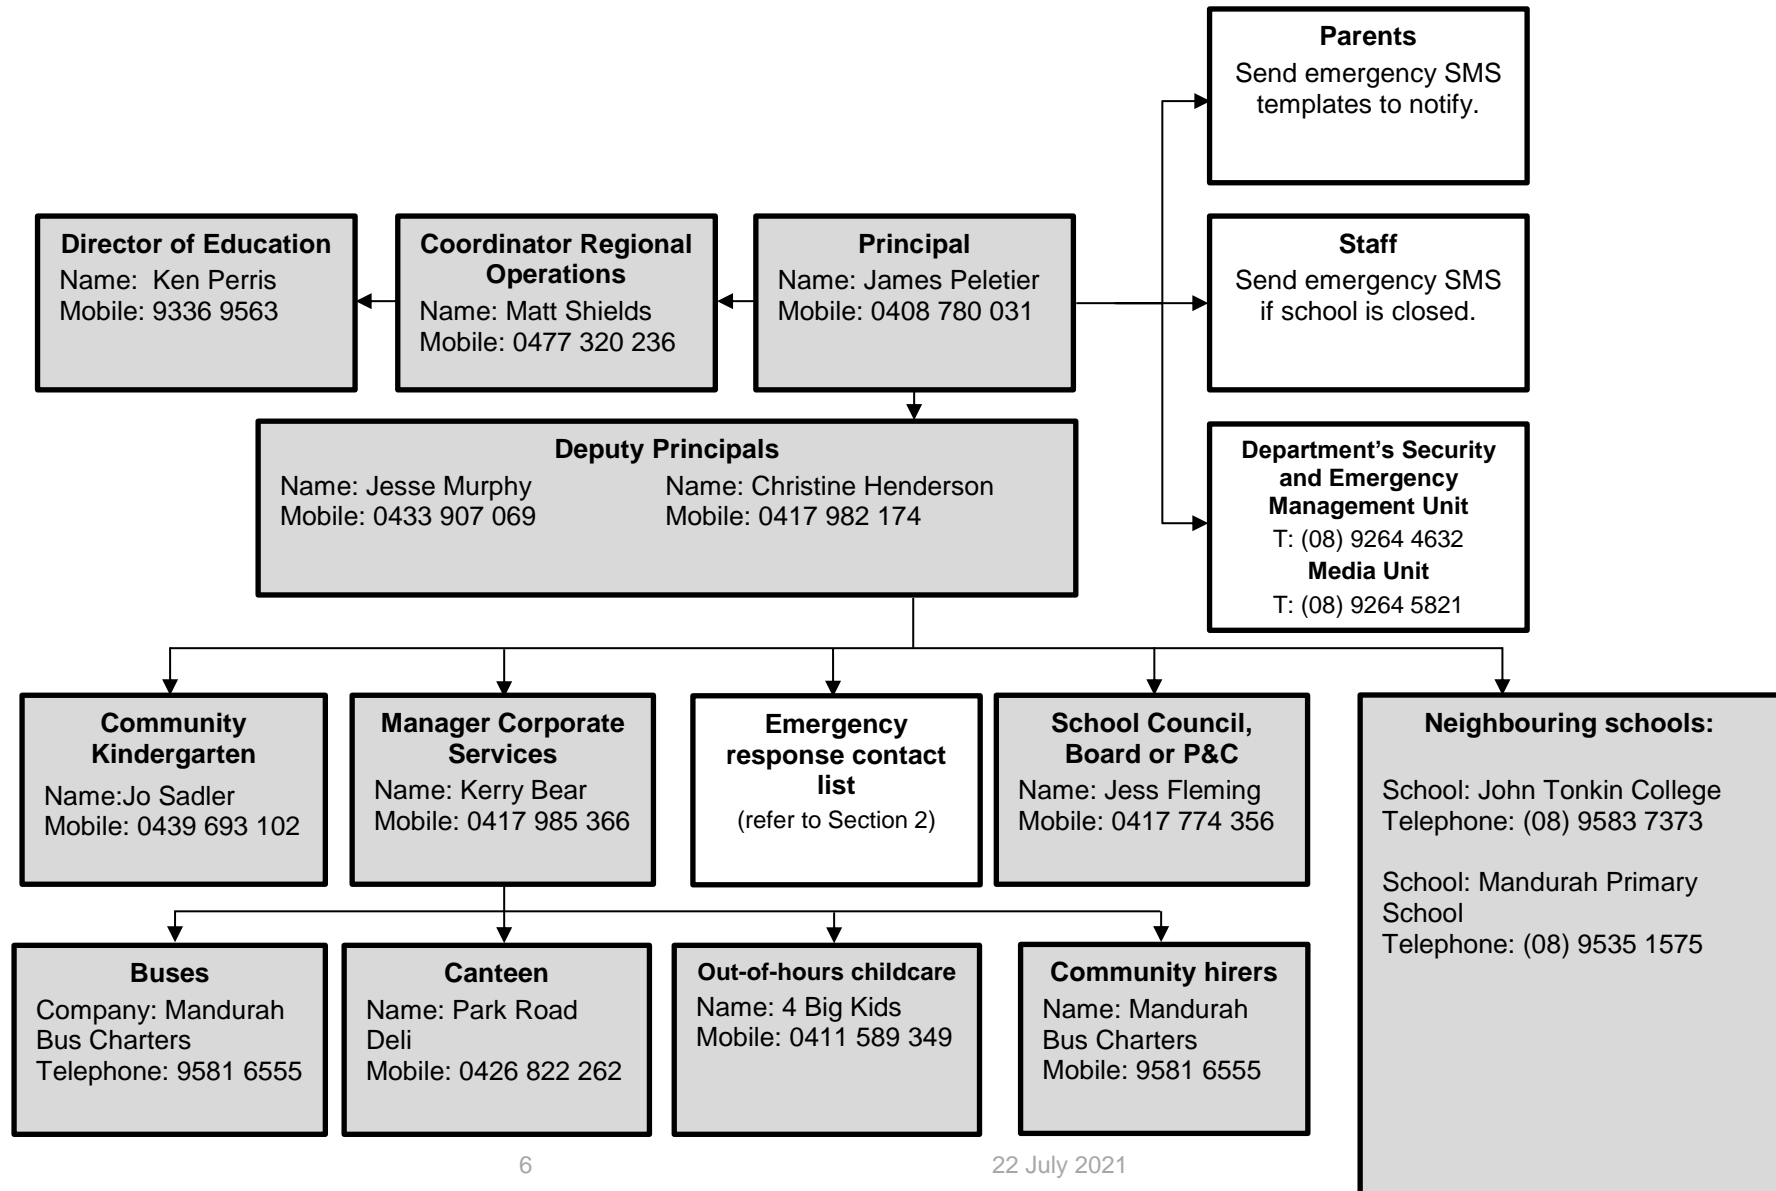 Parents
Send emergency SMS
templates to notify.
Director of Education
Name:  Ken Perris
Mobile: 9336 9563
Coordinator Regional
Operations
Name: Matt Shields
Mobile: 0477 320 236
Principal
Name: James Peletier
Mobile: 0408 780 031
Staff
Send emergency SMS
if school is closed.
Deputy Principals
Name: Jesse Murphy
Mobile: 0433 907 069
Name: Christine Henderson
Mobile: 0417 982 174
Department’s Security
and Emergency
Management Unit
T: (08) 9264 4632
Media Unit
T: (08) 9264 5821
Community
Kindergarten
Name:Jo Sadler
Mobile: 0439 693 102
Manager Corporate
Services
Name: Kerry Bear
Mobile: 0417 985 366
Emergency
response contact
list
(refer to Section 2)
School Council,
Board or P&C
Name: Jess Fleming
Mobile: 0417 774 356
Neighbouring schools:
School: John Tonkin College
Telephone: (08) 9583 7373
School: Mandurah Primary
School
Telephone: (08) 9535 1575
Buses
Company: Mandurah
Bus Charters
Telephone: 9581 6555
Canteen
Name: Park Road
Deli
Mobile: 0426 822 262
Out-of-hours childcare
Name: 4 Big Kids
Mobile: 0411 589 349
Community hirers
Name: Mandurah
Bus Charters
Mobile: 9581 6555
6
22 July 2021